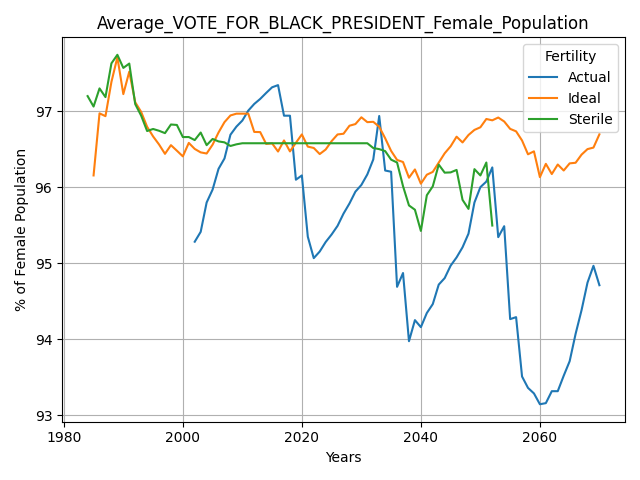 Average_VOTE_FOR_BLACK_PRESIDENT_Female_Population
Fertility
Actual
Ideal
Sterile
% of Female Population
97
96
95
94
93
1980
2000
2020
2040
2060
Years